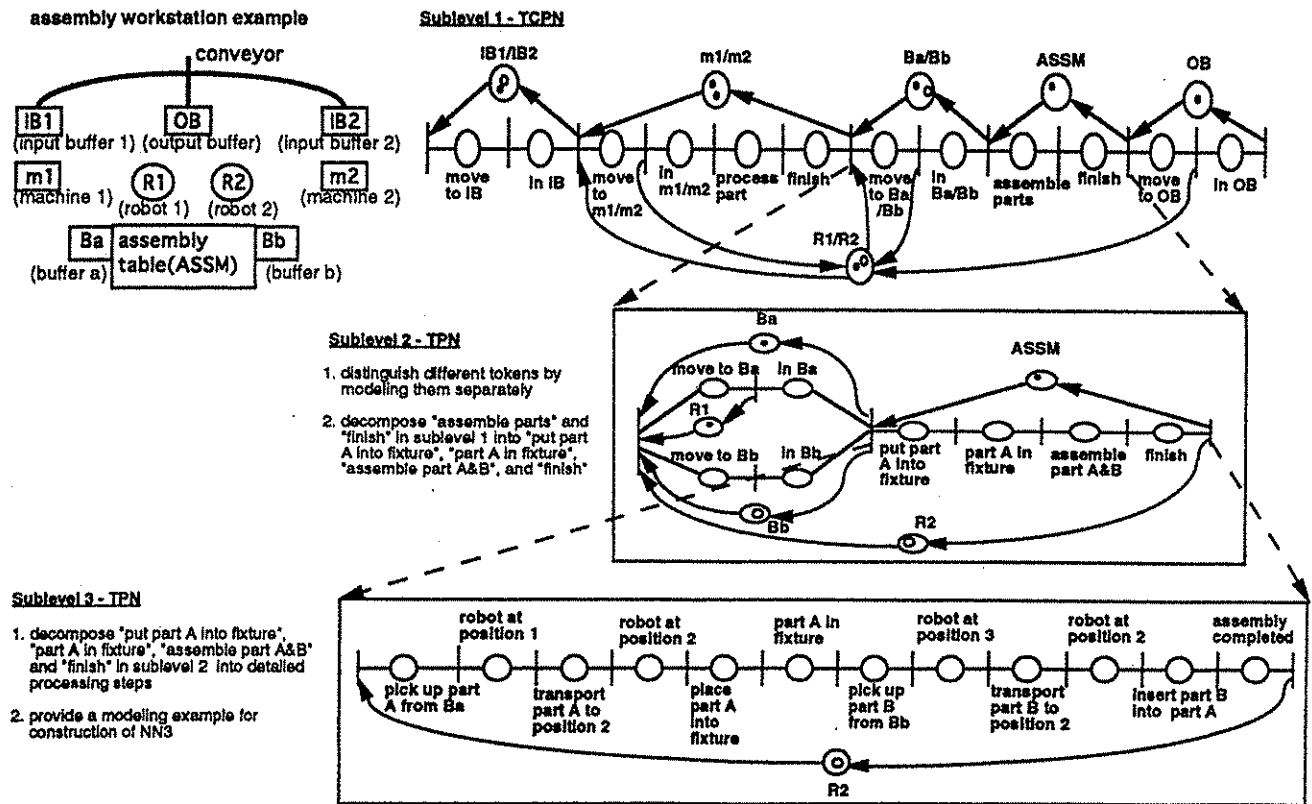 assembly workstation example
conveyor
IB1
OB
IB2
(input buffer 1)
(output buffer)
(input buffer 2)
m1
R1
R2
m2
(machine 1)
(robot 1)
(robot 2)
(machine 2)
Ba
assembly
table(ASSM)
Bb
(buffer a)
(buffer b)
Sublevel 1 - TCPN
IB1/IB2
m1/m2
Ba/Bb
ASSM
OB
move
to IB
in IB
move
to
m1/m2
in
m1/m2
process
part
finish
move
to Ba
/Bb
in
Ba/Bb
assemble
parts
finish
move
to OB
in OB
R1/R2
Sublevel 2 - TPN
1. distinguish different tokens by
modeling them separately
2. decompose "assemble parts" and
"finish" in sublevel 1 into "put part
A into fixture", "part A in fixture",
"assemble part A&B", and "finish"
Ba
move to Ba
in Ba
R1
move to Bb
in Bb
Bb
ASSM
put part
A into
fixture
part A in
fixture
assemble
part A&B
finish
R2
Sublevel 3 - TPN
1. decompose "put part A into fixture",
"part A in fixture", "assemble part A&B"
and "finish" in sublevel 2 into detailed
processing steps
2. provide a modeling example for
construction of NN3
robot at
position 1
robot at
position 2
part A in
fixture
robot at
position 3
robot at
position 2
assembly
completed
pick up part
A from Ba
transport
part A to
position 2
place
part A
into
fixture
pick up
part B
from Bb
transport
part B to
position 2
insert part B
into part A
R2